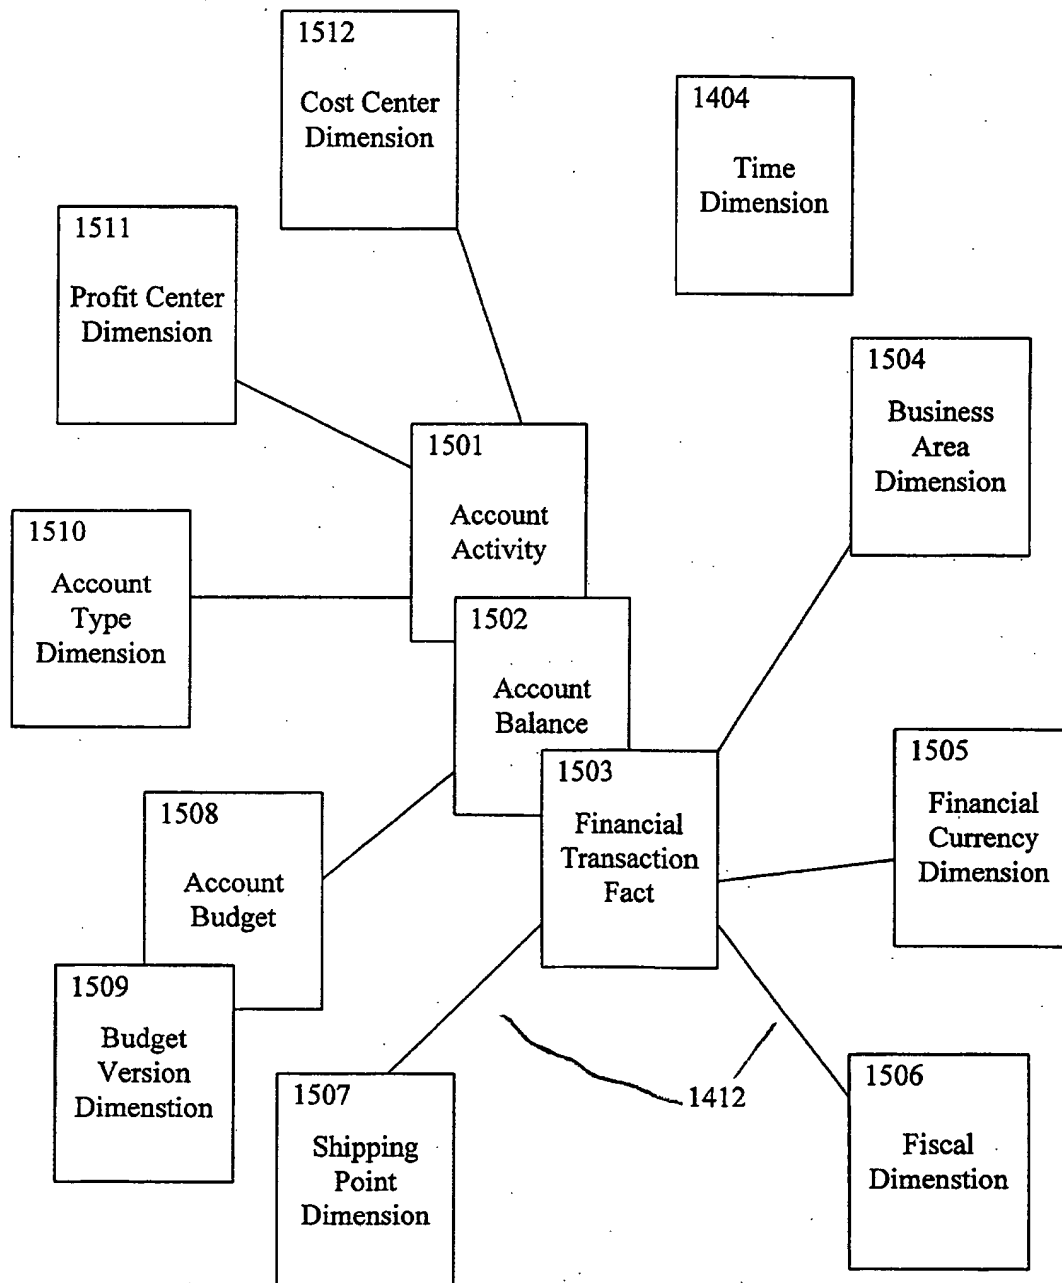 1512
Cost Center
Dimension
1404
Time
Dimension
1511
Profit Center
Dimension
1504
Business
Area
Dimension
1501
Account
Activity
1510
Account
Type
Dimension
1502
Account
Balance
1503
Financial
Transaction
Fact
1505
Financial
Currency
Dimension
1508
Account
Budget
1509
Budget
Version
Dimenstion
1507
Shipping
Point
Dimension
1412
1506
Fiscal
Dimenstion